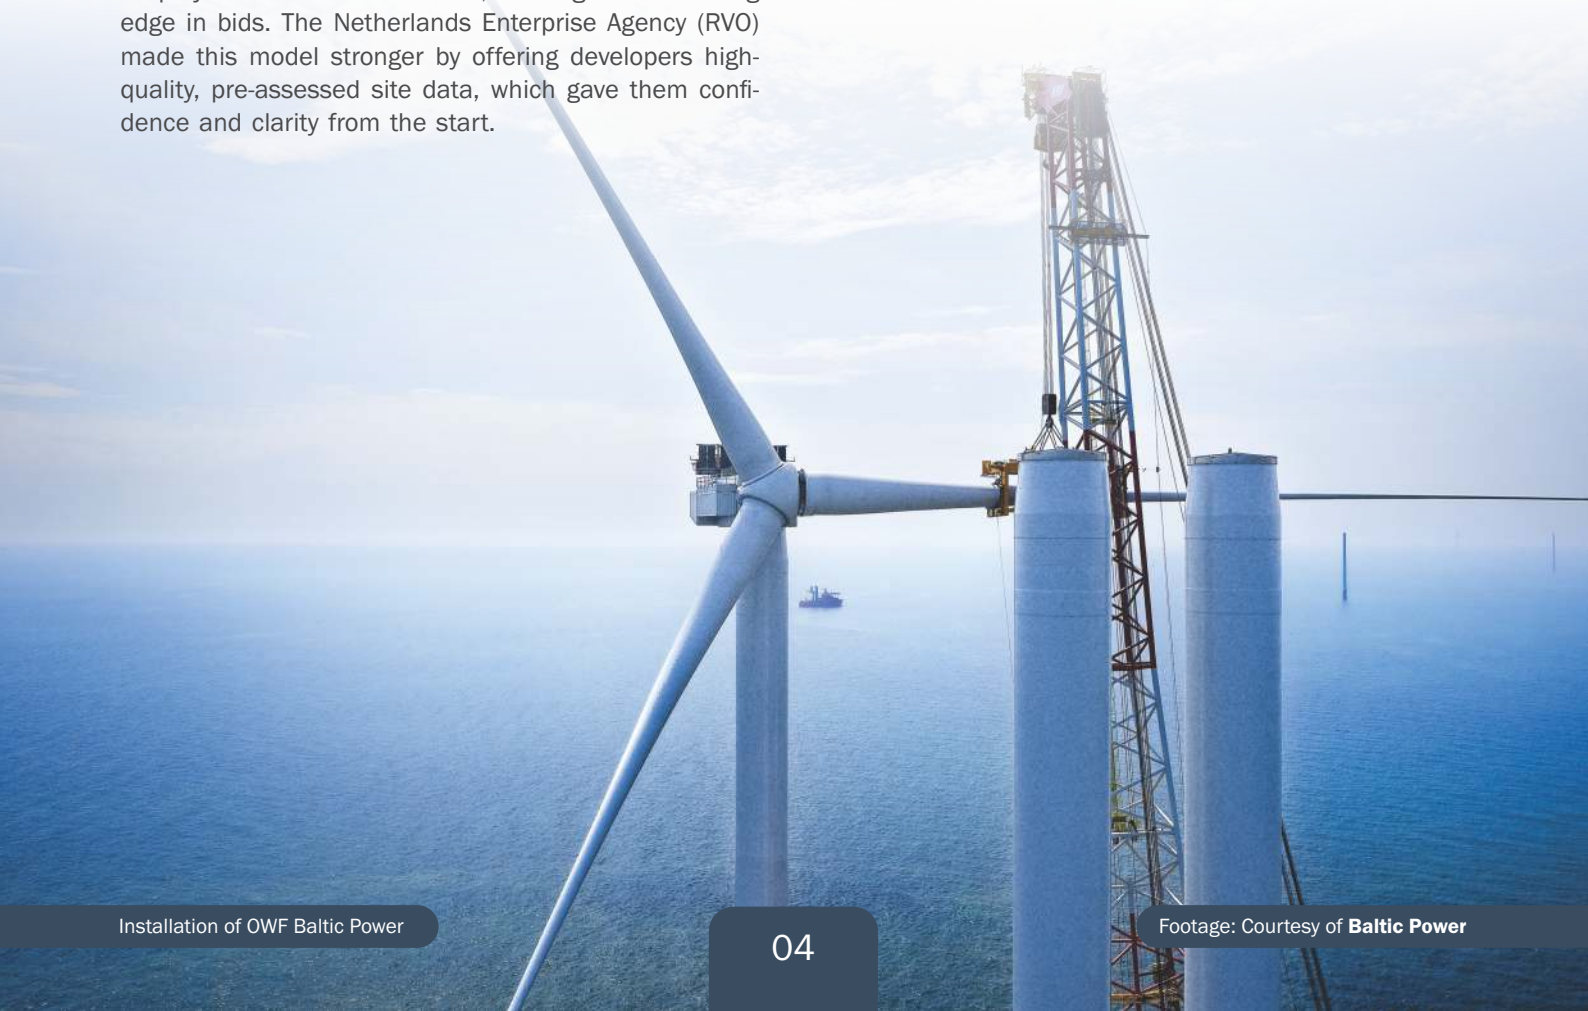 edge in bids. The Netherlands Enterprise Agency (RVO)
made this model stronger by offering developers high-
quality, pre-assessed site data, which gave them confi-
dence and clarity from the start.
Installation of OWF Baltic Power
04
Footage: Courtesy of Baltic Power